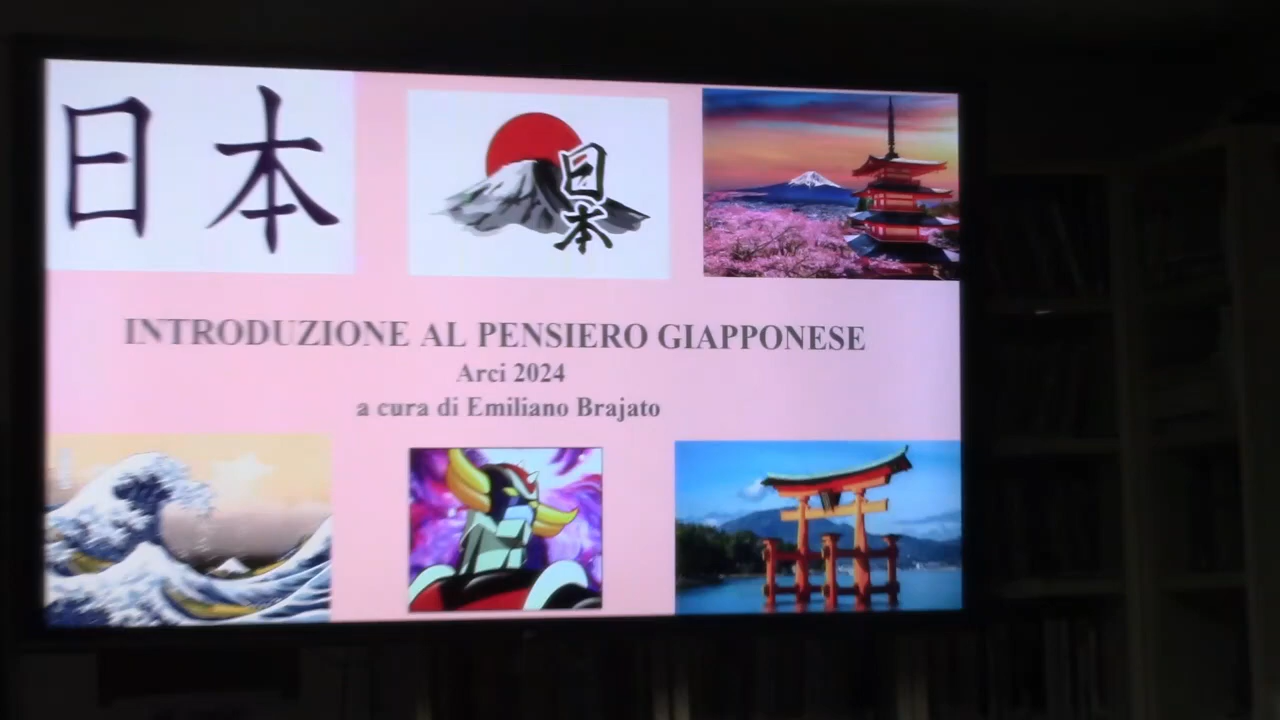 日本
日本
INTRODUZIONE AL PENSIERO GIAPPONESE
Arci 2024
a cura di Emiliano Brajato